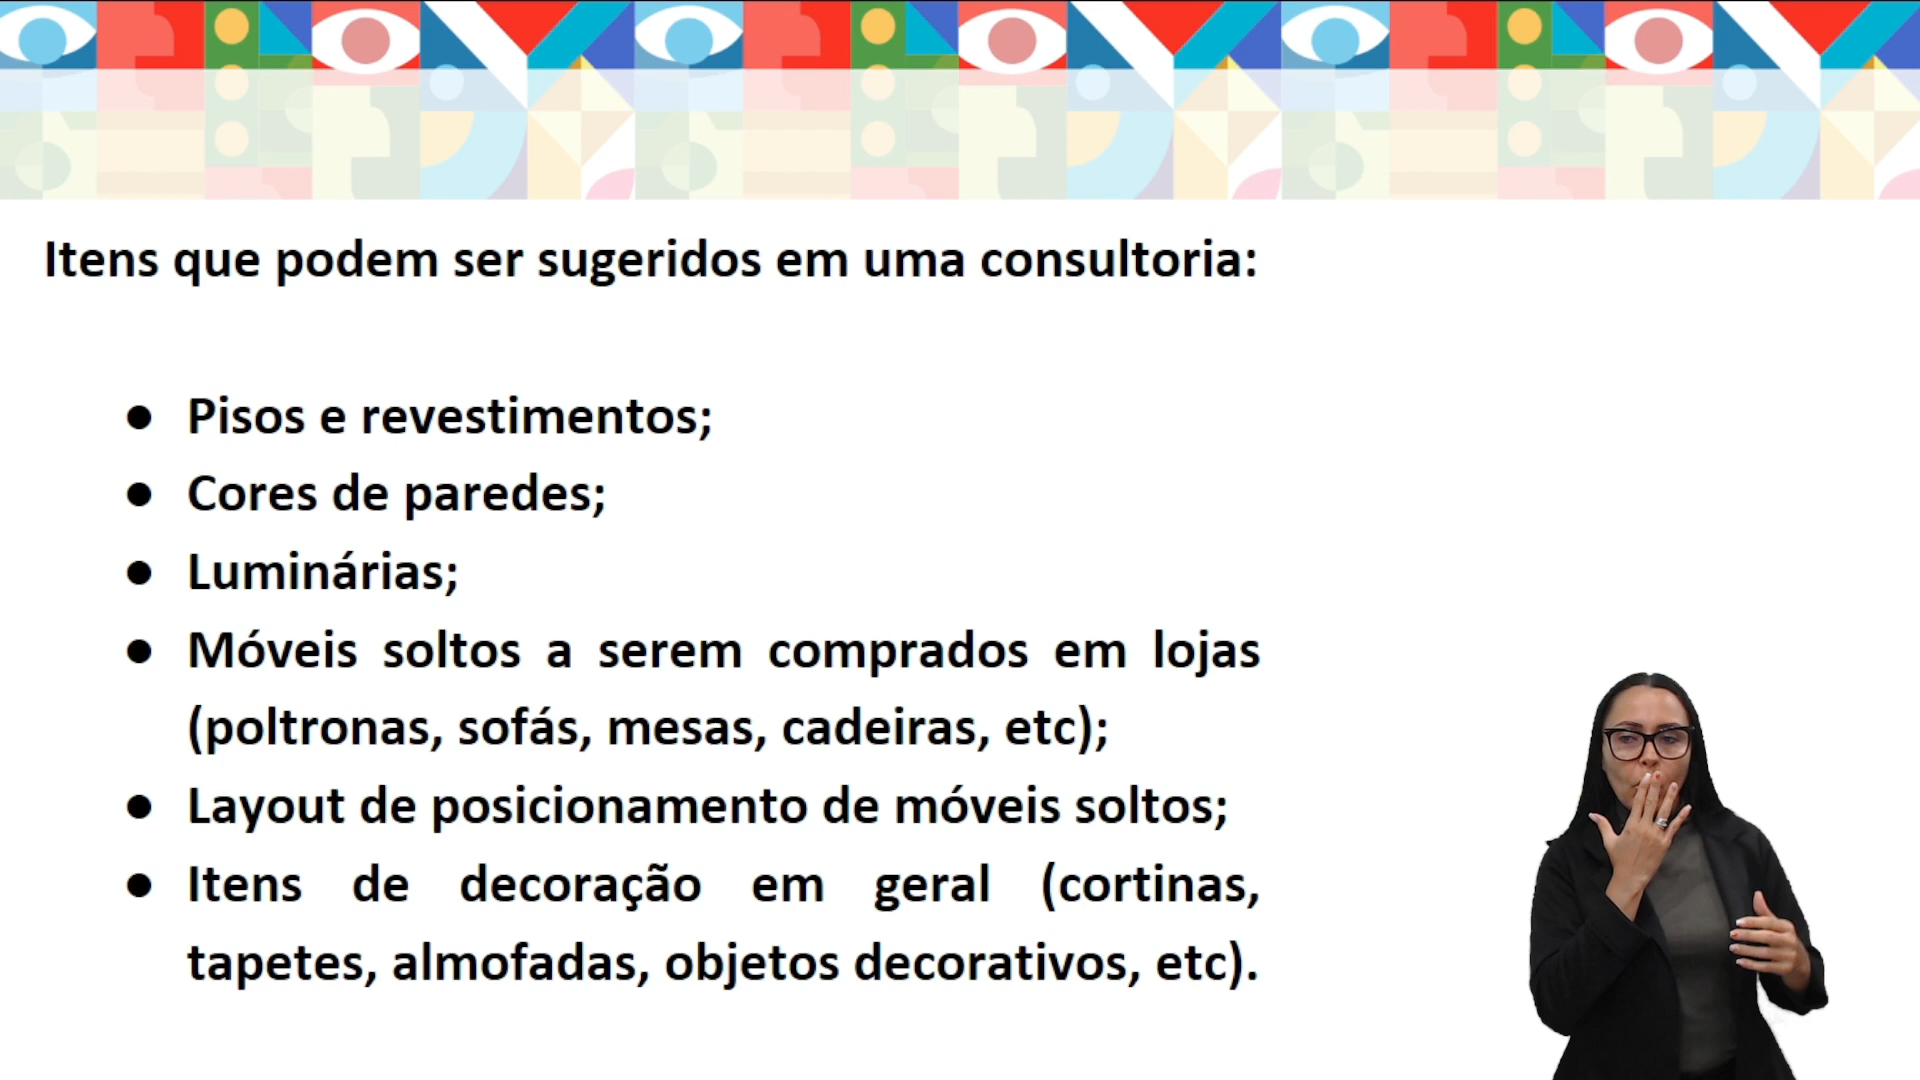 Itens que podem ser sugeridos em uma consultoria:
● Pisos e revestimentos;
● Cores de paredes;
● Luminárias;
● Móveis soltos a serem comprados em lojas
(poltronas, sofás, mesas, cadeiras, etc);
● Layout de posicionamento de móveis soltos;
● Itens de decoração em geral (cortinas,
tapetes, almofadas, objetos decorativos, etc).